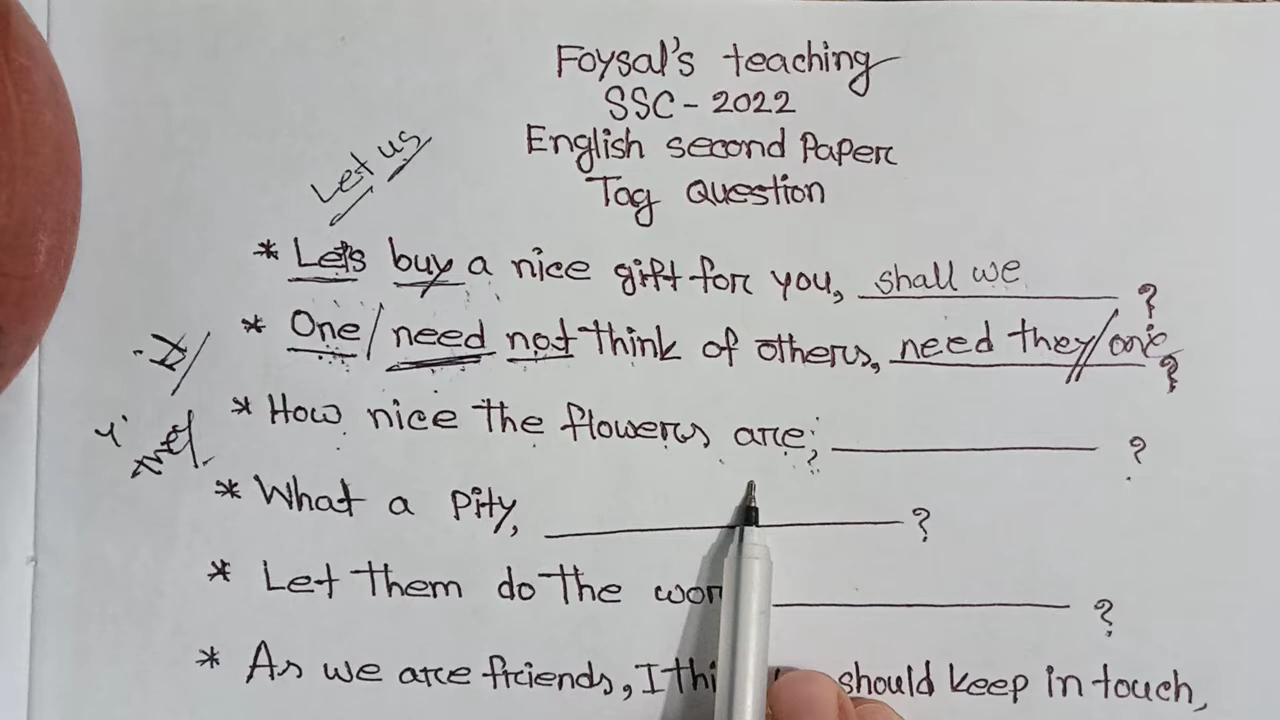 Foysal's teaching
SSC - 2022
English second Paper
Tag Question
Let us
* Let's buy a nice gift for you, shall we ?
* One/need not think of others, need they/one ?
* How nice the flowers are, ?
* What a pity, ?
* Let them do the wor ?
* As we are friends, I thi should keep in touch,